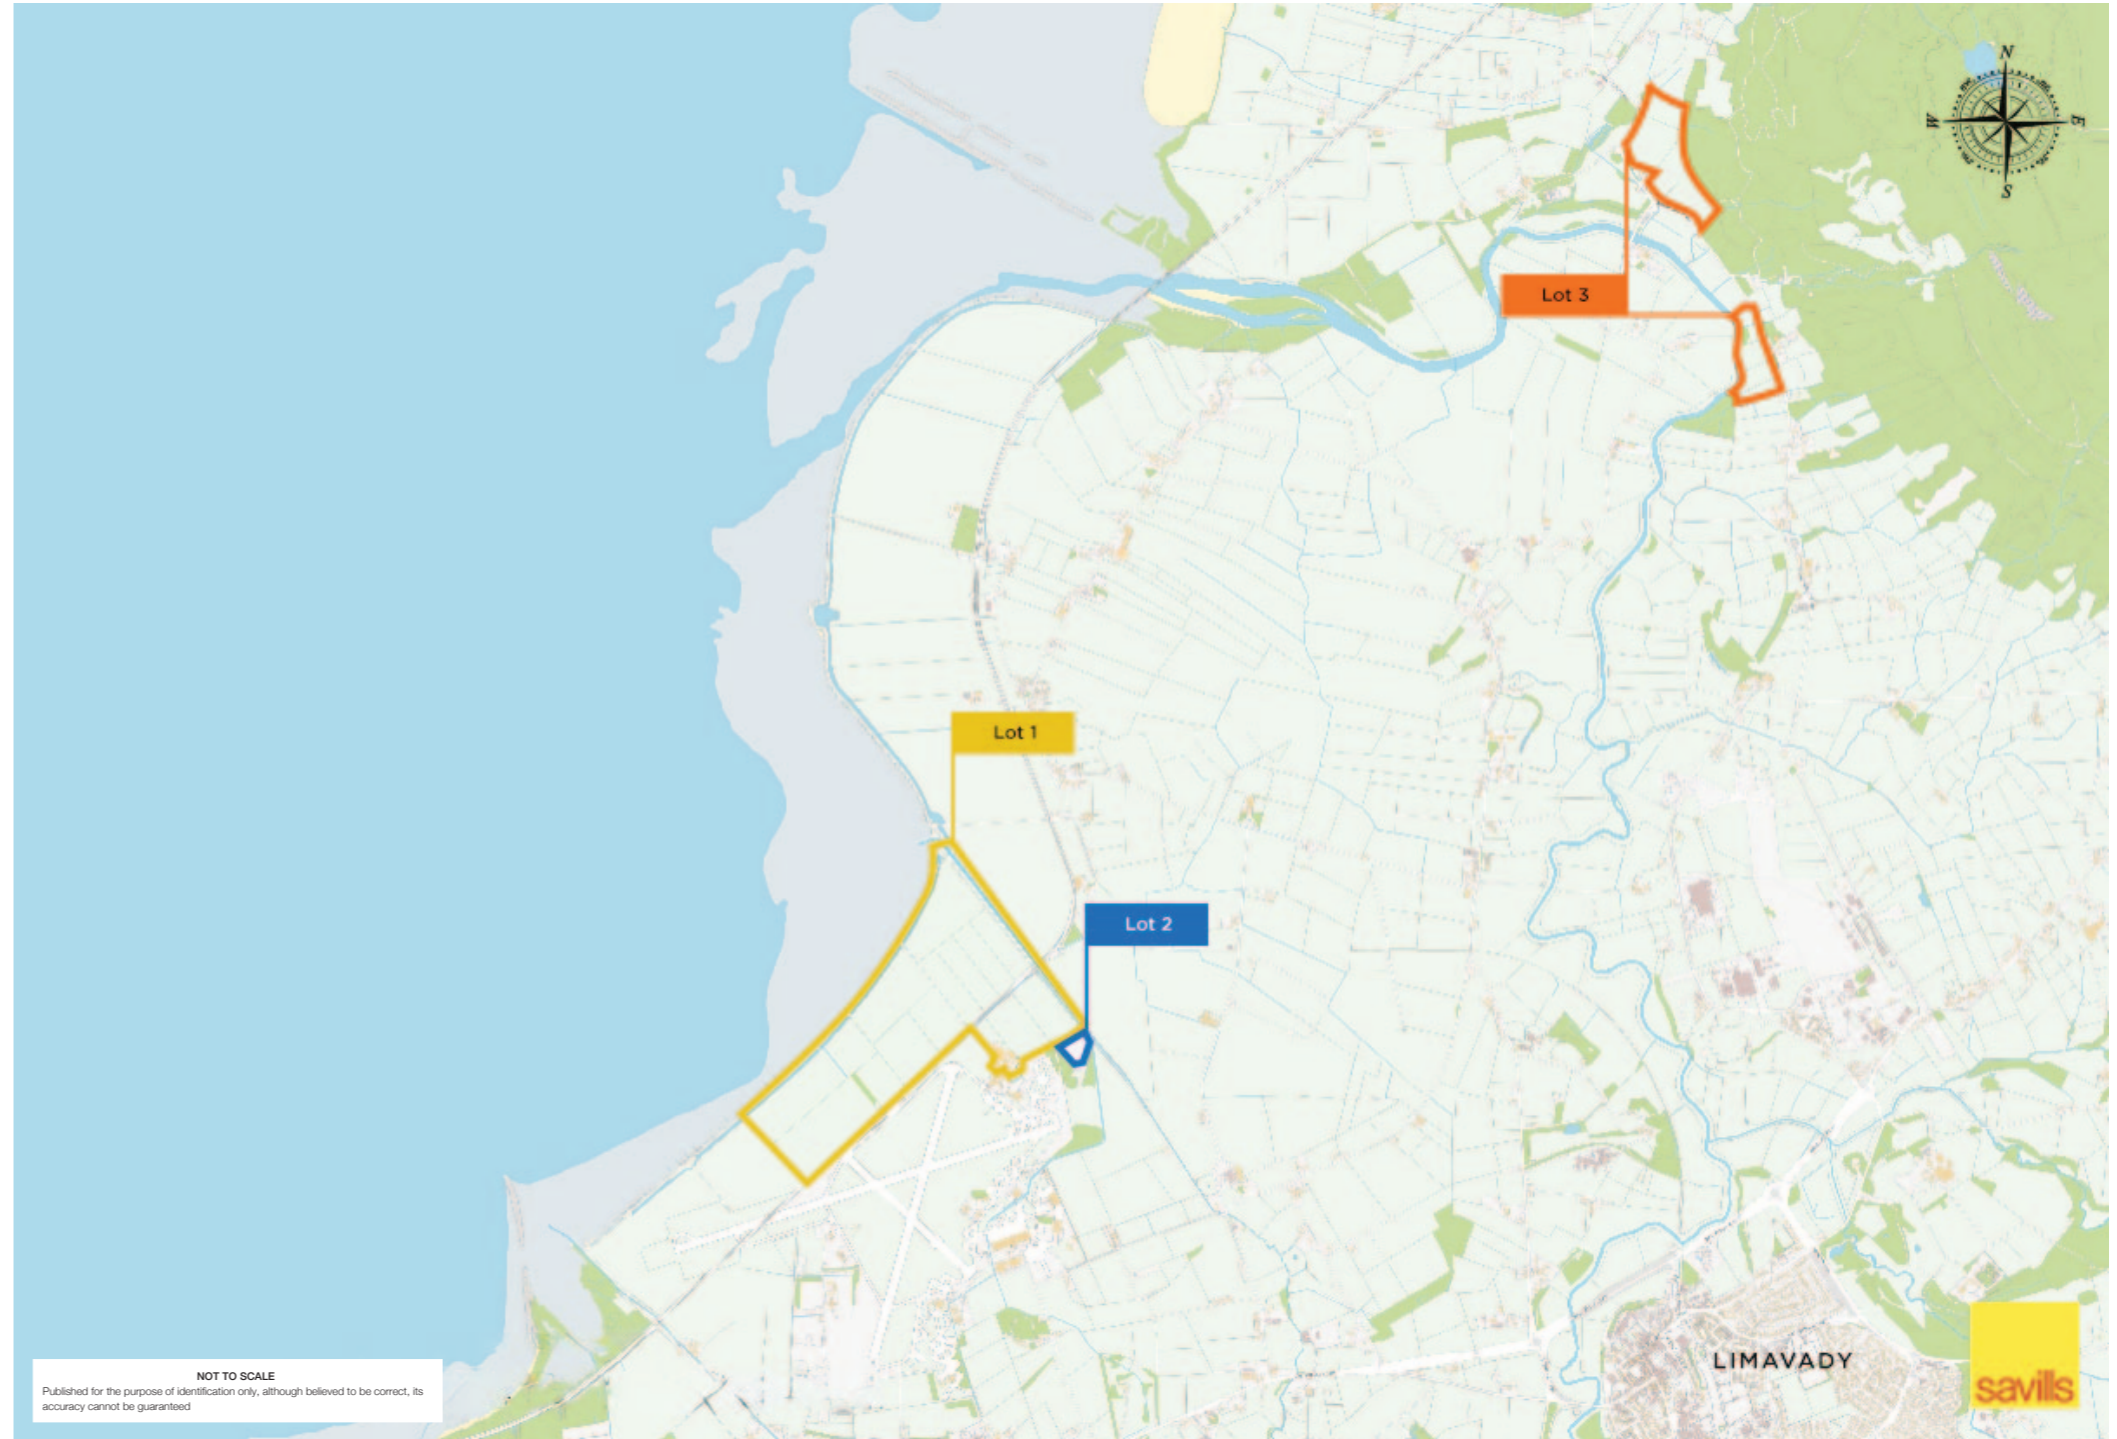 N
W
E
S
Lot 3
Lot 1
Lot 2
LIMAVADY
savills
NOT TO SCALE
Published for the purpose of identification only, although believed to be correct, its
accuracy cannot be guaranteed